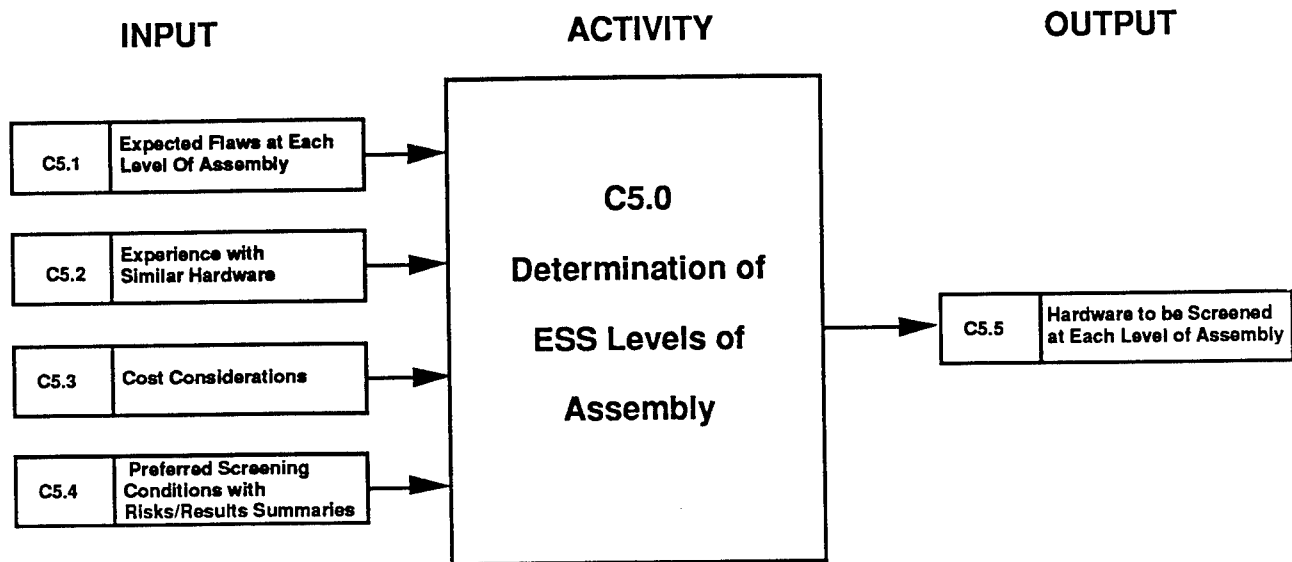 INPUT
ACTIVITY
OUTPUT
C5.1
Expected Flaws at Each
Level Of Assembly
C5.2
Experience with
Similar Hardware
C5.3
Cost Considerations
C5.4
Preferred Screening
Conditions with
Risks/Results Summaries
C5.0
Determination of
ESS Levels of
Assembly
C5.5
Hardware to be Screened
at Each Level of Assembly